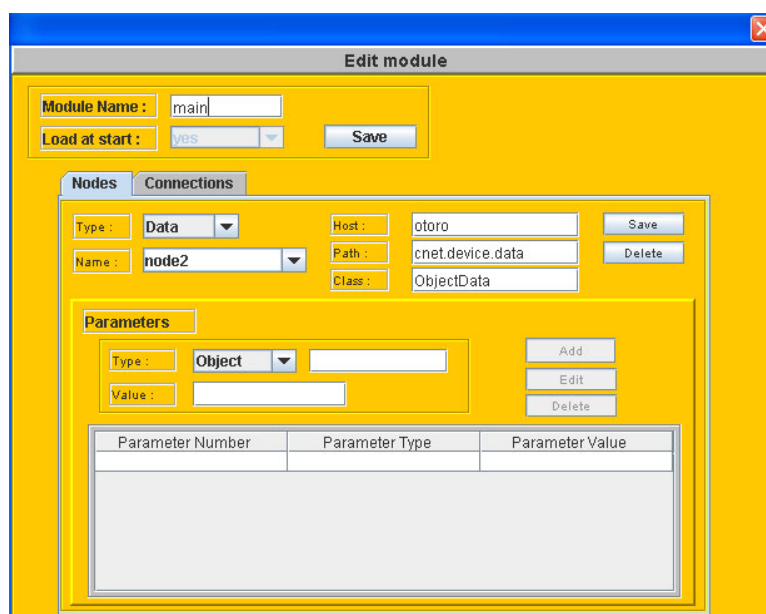 Edit module
Module Name : main
Load at start : yes Save
Nodes Connections
Type : Data Host : otoro Save
Name : node2 Path : cnet.device.data Delete
Class : ObjectData
Parameters
Type : Object Add
Value : Edit
Delete
Parameter Number Parameter Type Parameter Value